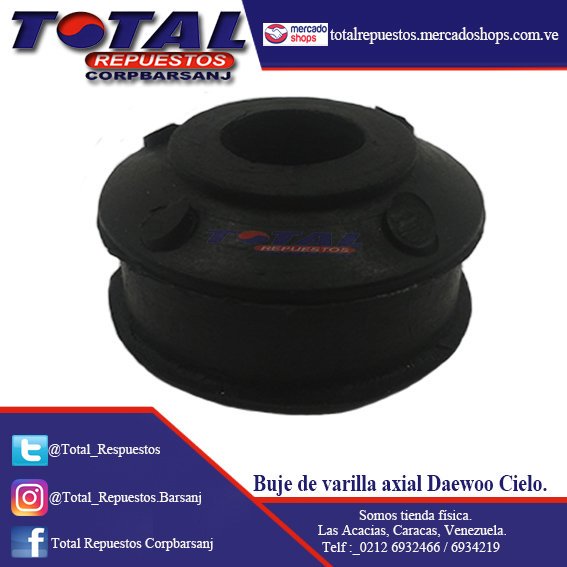 TOTAL
REPUESTOS
CORPBARSANJ
mercado
shops
totalrepuestos.mercadoshops.com.ve
TOTAL
REPUESTOS
@Total_Respuestos
@Total_Repuestos.Barsanj
Total Repuestos Corpbarsanj
Buje de varilla axial Daewoo Cielo.
Somos tienda física.
Las Acacias, Caracas, Venezuela.
Telf :_0212 6932466 / 6934219